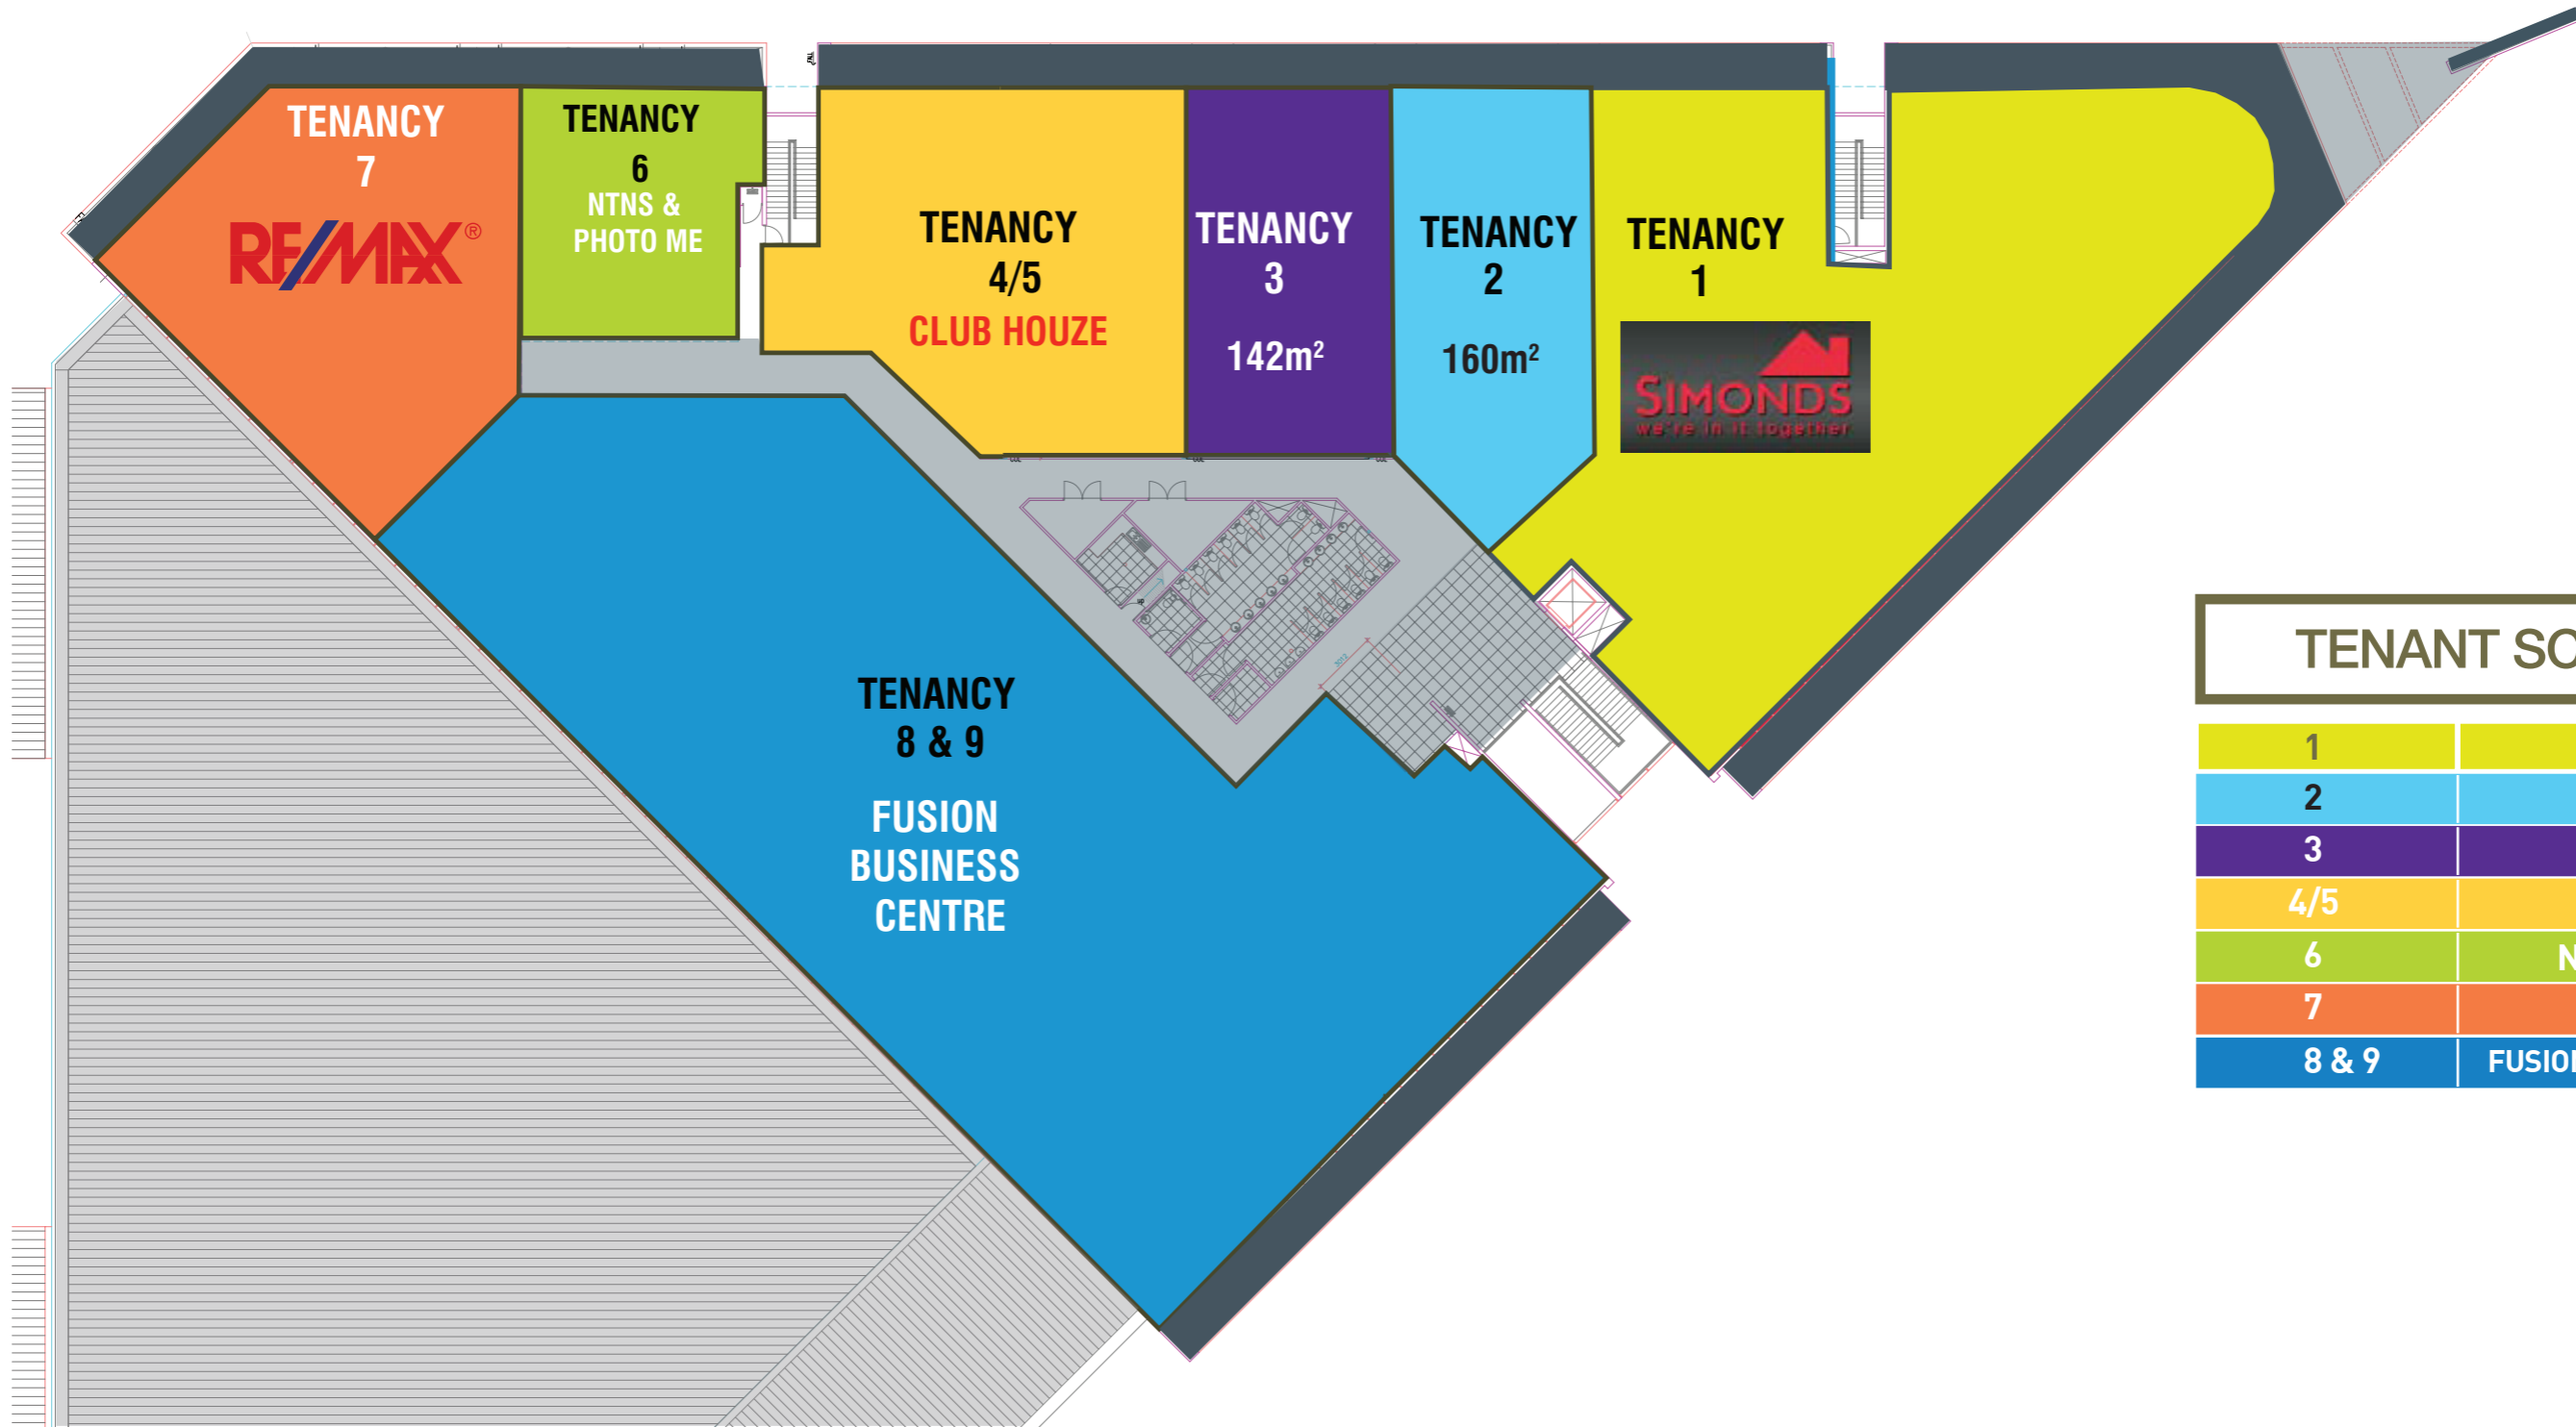 TENANCY
7
RE/MAX®
TENANCY
6
NTNS &
PHOTO ME
TENANCY
4/5
CLUB HOUZE
TENANCY
3
142m²
TENANCY
2
160m²
TENANCY
1
SIMONDS
we're in it together
TENANCY
8 & 9
FUSION
BUSINESS
CENTRE
TENANT SC
1
2
3
4/5
6 N
7
8 & 9 FUSION